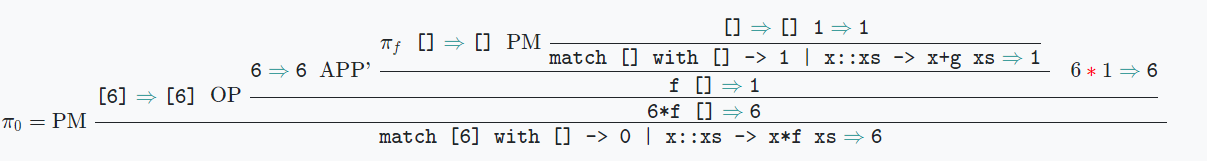 [] ⇒ [] 1 ⇒ 1
π_f [] ⇒ [] PM
match [] with [] -> 1 | x::xs -> x+g xs ⇒ 1
6 ⇒ 6 APP'
f [] ⇒ 1
6 * 1 ⇒ 6
[6] ⇒ [6] OP
6*f [] ⇒ 6
π₀ = PM
match [6] with [] -> 0 | x::xs -> x*f xs ⇒ 6